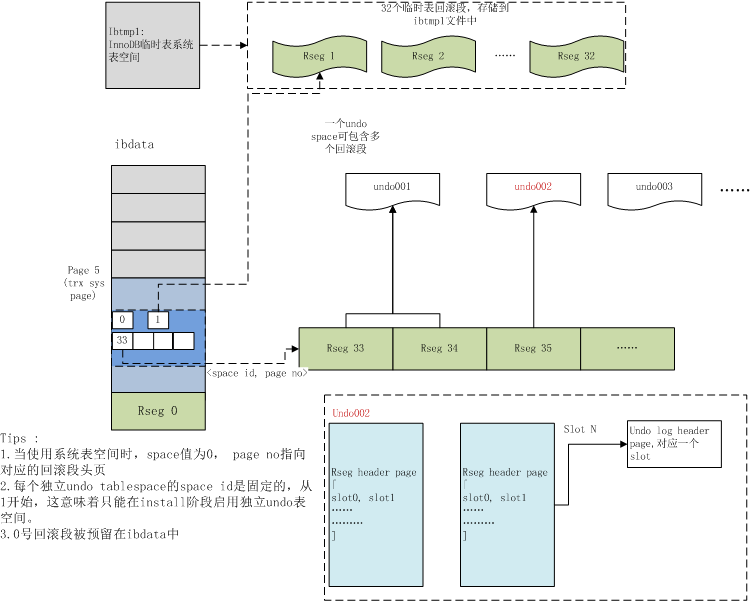 32个临时表回滚段，存储到
ibtmp1文件中
Ibtmp1:
InnoDB临时表系统
表空间
Rseg 1
Rseg 2
……
Rseg 32
一个undo
space可包含多
个回滚段
ibdata
undo001
undo002
undo003
……
Page 5
(trx sys
page)
0
1
33
Rseg 33
Rseg 34
Rseg 35
……
<space id, page no>
Rseg 0
Tips :
1.当使用系统表空间时，space值为0， page no指向
对应的回滚段头页
2.每个独立undo tablespace的space id是固定的，从
1开始，这意味着只能在install阶段启用独立undo表
空间。
3.0号回滚段被预留在ibdata中
Undo002
Rseg header page
[
slot0, slot1
……
………
]
Rseg header page
[
slot0, slot1
……
………
]
Slot N
Undo log header
page,对应一个
slot